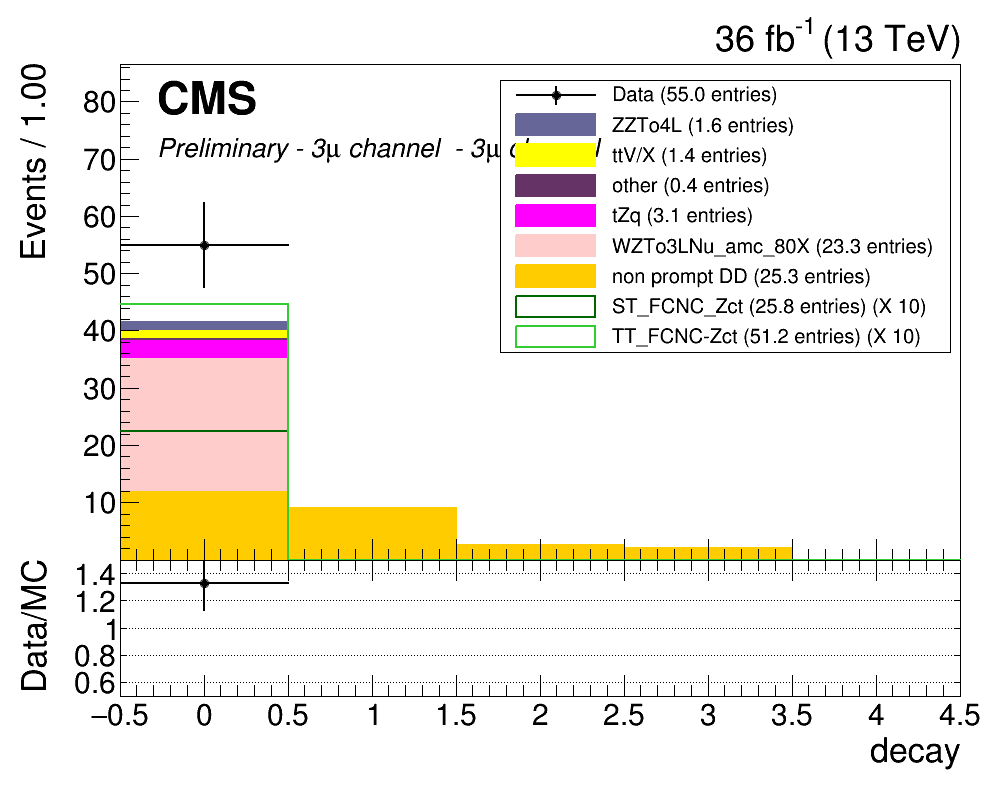 36 fb-1 (13 TeV)
CMS
Preliminary - 3μ channel - 3μ channel
Events / 1.00
80
70
60
50
40
30
20
10
Data (55.0 entries)
ZZTo4L (1.6 entries)
ttV/X (1.4 entries)
other (0.4 entries)
tZq (3.1 entries)
WZTo3LNu_amc_80X (23.3 entries)
non prompt DD (25.3 entries)
ST_FCNC_Zct (25.8 entries) (X 10)
TT_FCNC-Zct (51.2 entries) (X 10)
Data/MC
1.4
1.2
1
0.8
0.6
−0.5 0 0.5 1 1.5 2 2.5 3 3.5 4 4.5
decay